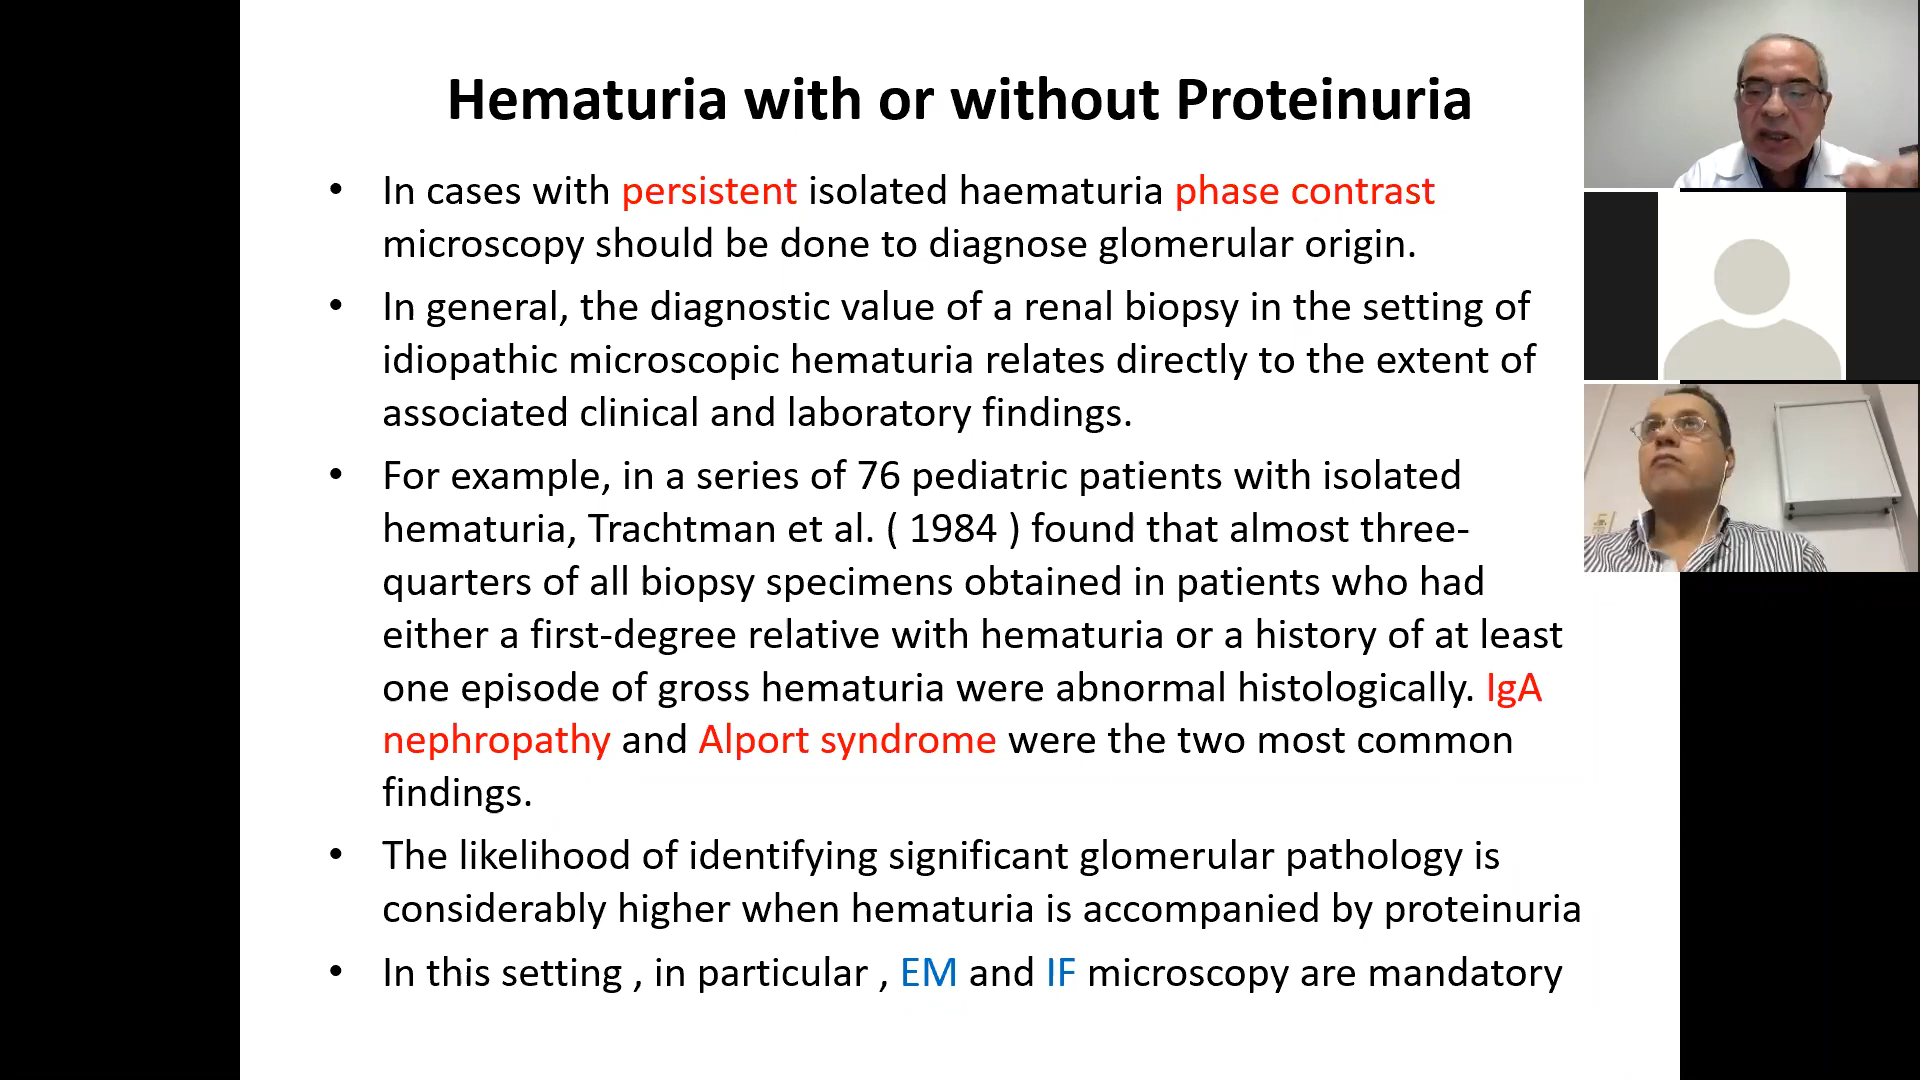 Hematuria with or without Proteinuria
• In cases with persistent isolated haematuria phase contrast
microscopy should be done to diagnose glomerular origin.
• In general, the diagnostic value of a renal biopsy in the setting of
idiopathic microscopic hematuria relates directly to the extent of
associated clinical and laboratory findings.
• For example, in a series of 76 pediatric patients with isolated
hematuria, Trachtman et al. ( 1984 ) found that almost three-
quarters of all biopsy specimens obtained in patients who had
either a first-degree relative with hematuria or a history of at least
one episode of gross hematuria were abnormal histologically. IgA
nephropathy and Alport syndrome were the two most common
findings.
• The likelihood of identifying significant glomerular pathology is
considerably higher when hematuria is accompanied by proteinuria
• In this setting , in particular , EM and IF microscopy are mandatory